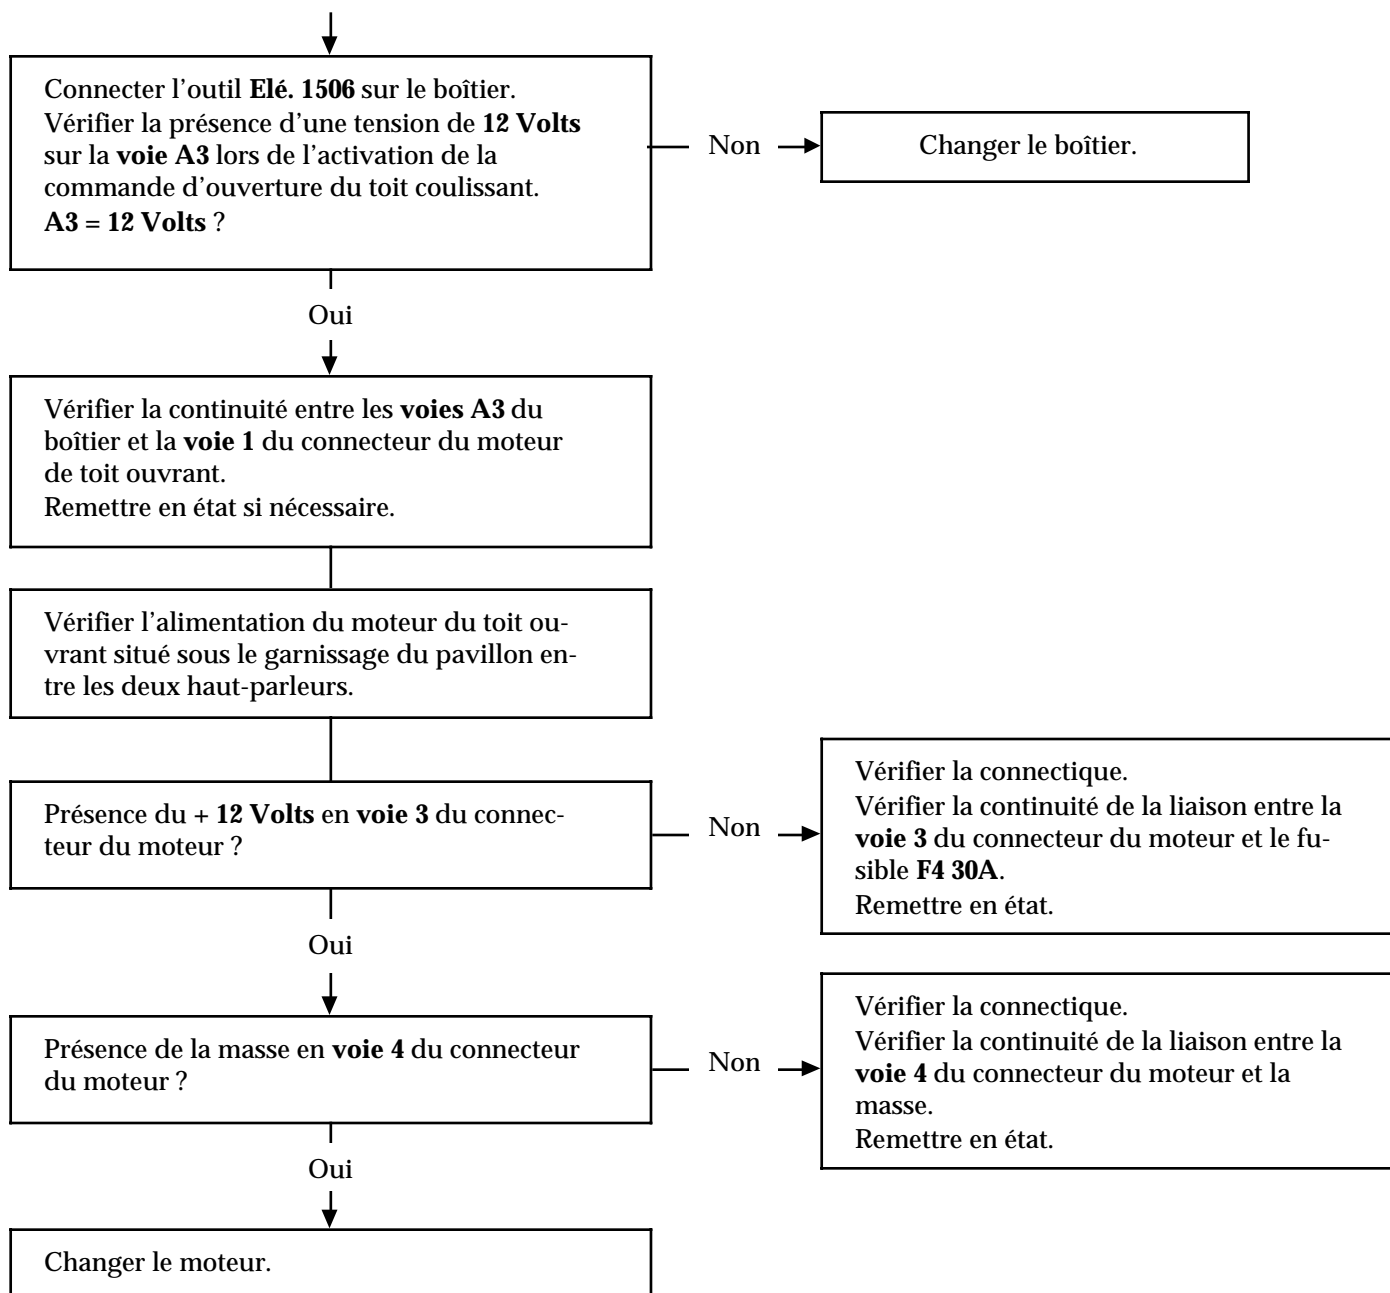 Connecter l’outil Elé. 1506 sur le boîtier.
Vérifier la présence d’une tension de 12 Volts
sur la voie A3 lors de l’activation de la
commande d’ouverture du toit coulissant.
A3 = 12 Volts ?
Non
Changer le boîtier.
Oui
Vérifier la continuité entre les voies A3 du
boîtier et la voie 1 du connecteur du moteur
de toit ouvrant.
Remettre en état si nécessaire.
Vérifier l’alimentation du moteur du toit ou-
vrant situé sous le garnissage du pavillon en-
tre les deux haut-parleurs.
Présence du + 12 Volts en voie 3 du connec-
teur du moteur ?
Non
Vérifier la connectique.
Vérifier la continuité de la liaison entre la
voie 3 du connecteur du moteur et le fu-
sible F4 30A.
Remettre en état.
Oui
Présence de la masse en voie 4 du connecteur
du moteur ?
Non
Vérifier la connectique.
Vérifier la continuité de la liaison entre la
voie 4 du connecteur du moteur et la
masse.
Remettre en état.
Oui
Changer le moteur.